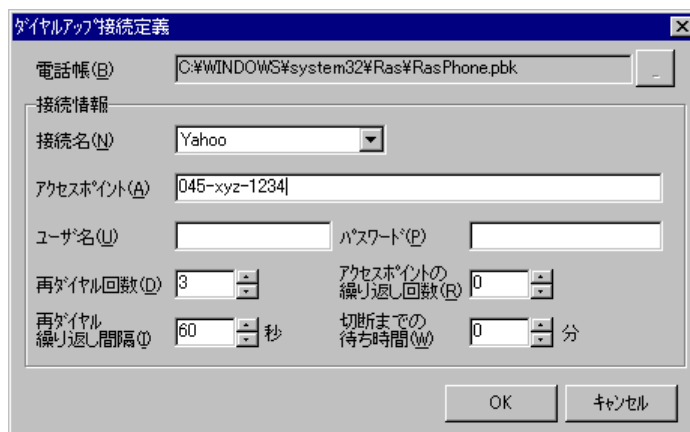 ﾀﾞｲﾔﾙｱｯﾌﾟ接続定義
電話帳(B) C:¥WINDOWS¥system32¥Ras¥RasPhone.pbk ...
接続情報
接続名(N) Yahoo
ｱｸｾｽﾎﾟｲﾝﾄ(A) 045-xyz-1234
ﾕｰｻﾞ名(U) ﾊﾟｽﾜｰﾄﾞ(P)
再ﾀﾞｲﾔﾙ回数(D) 3 ｱｸｾｽﾎﾟｲﾝﾄの
繰り返し回数(R) 0
再ﾀﾞｲﾔﾙ
繰り返し間隔(I) 60 秒 切断までの
待ち時間(W) 0 分
OK ｷｬﾝｾﾙ